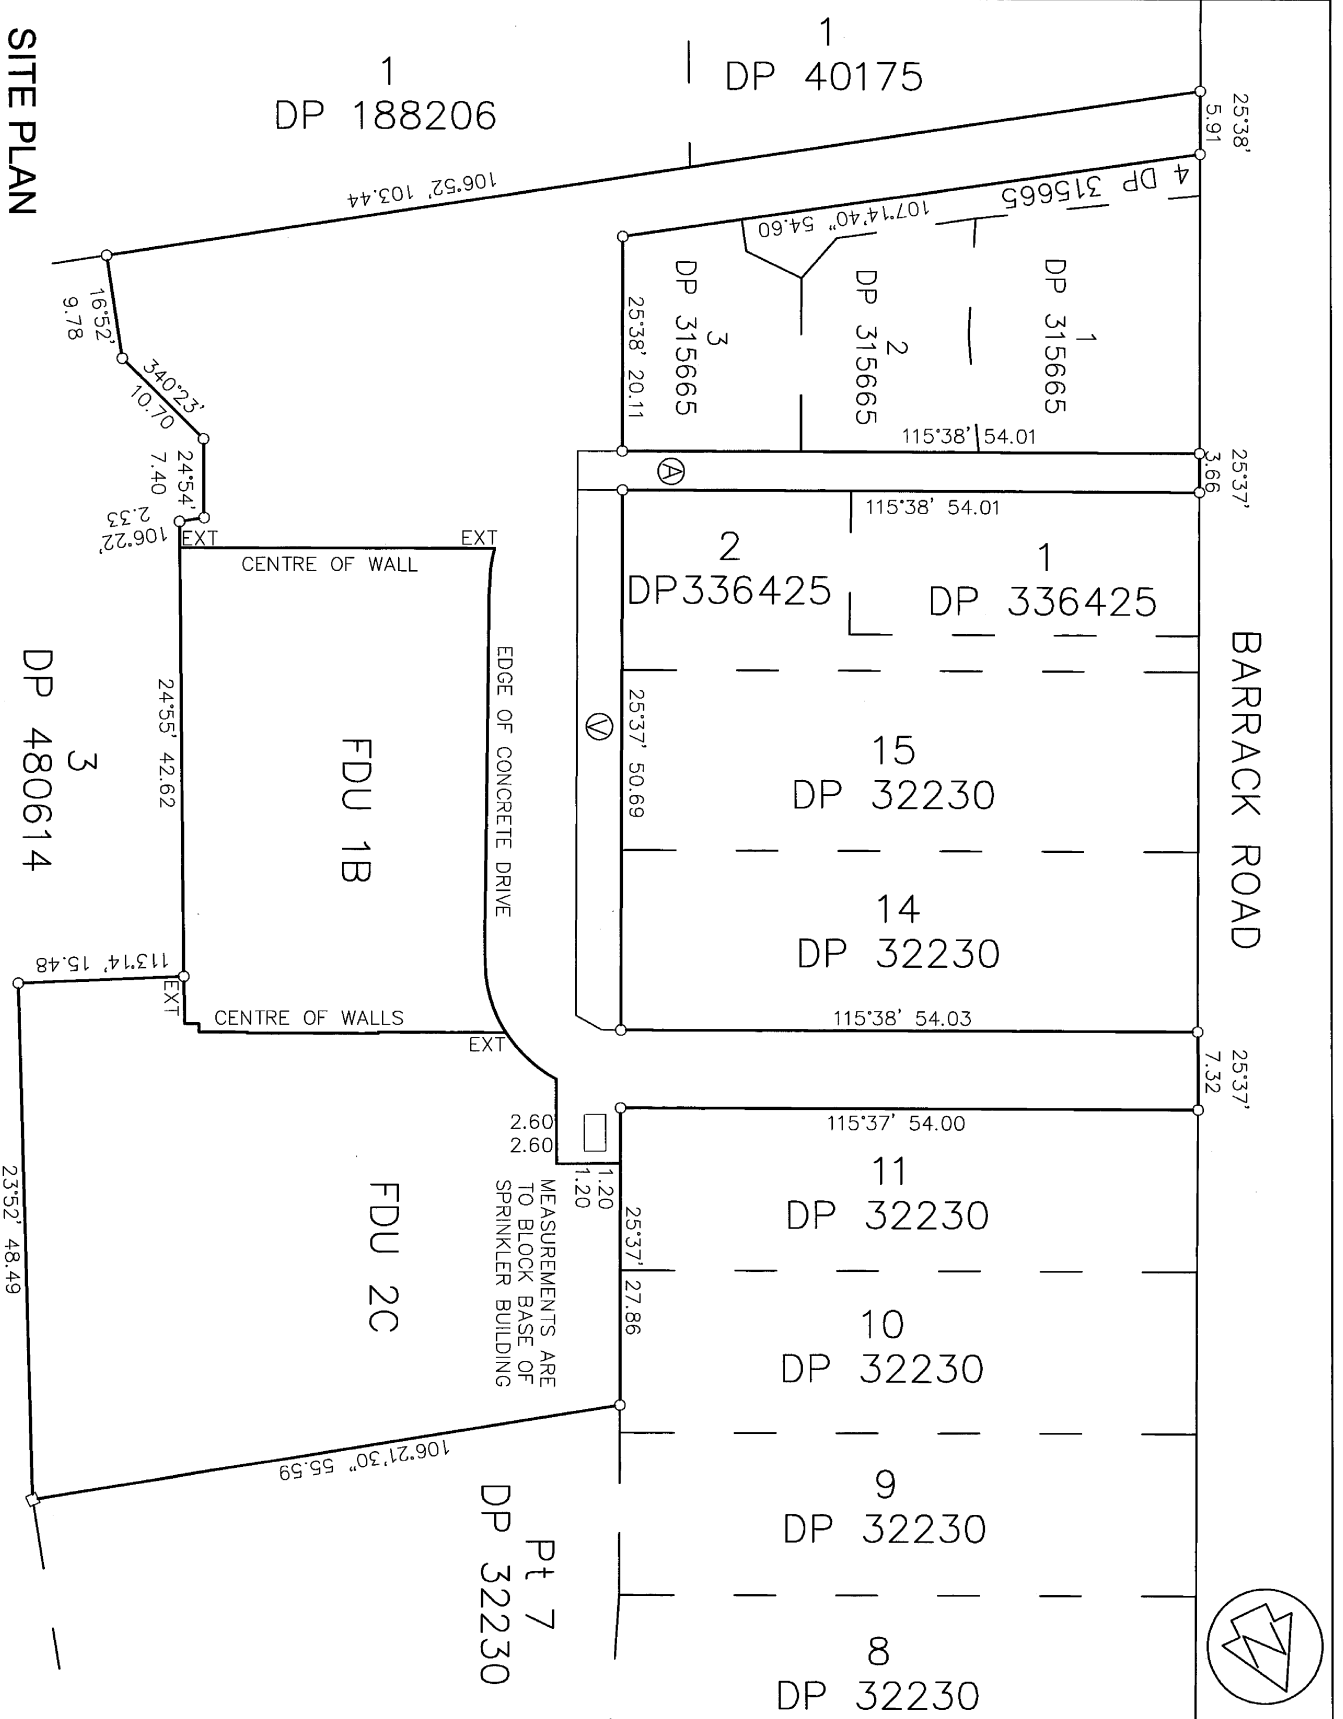 SITE PLAN
1
DP 188206
1
DP 40175
25°38'
5.91
4 DP 315665
106°52' 103.44
107°14'40" 54.60
16°52'
9.78
340°23'
10.70
24°54'
7.40
106°22'
2.33
25°38' 20.11
3
DP 315665
2
DP 315665
1
DP 315665
115°38' 54.01
25°37'
3.66
A
115°38' 54.01
2
DP336425
1
DP 336425
BARRACK ROAD
EXT
EXT
CENTRE OF WALL
EDGE OF CONCRETE DRIVE
V
25°37' 50.69
15
DP 32230
14
DP 32230
24°55' 42.62
FDU 1B
3
DP 480614
113°14' 15.48
EXT
CENTRE OF WALLS
EXT
115°38' 54.03
25°37'
7.32
115°37' 54.00
2.60
2.60
1.20
1.20
MEASUREMENTS ARE
TO BLOCK BASE OF
SPRINKLER BUILDING
25°37' 27.86
11
DP 32230
10
DP 32230
FDU 2C
23°52' 48.49
106°21'30" 55.59
Pt 7
DP 32230
9
DP 32230
8
DP 32230
N